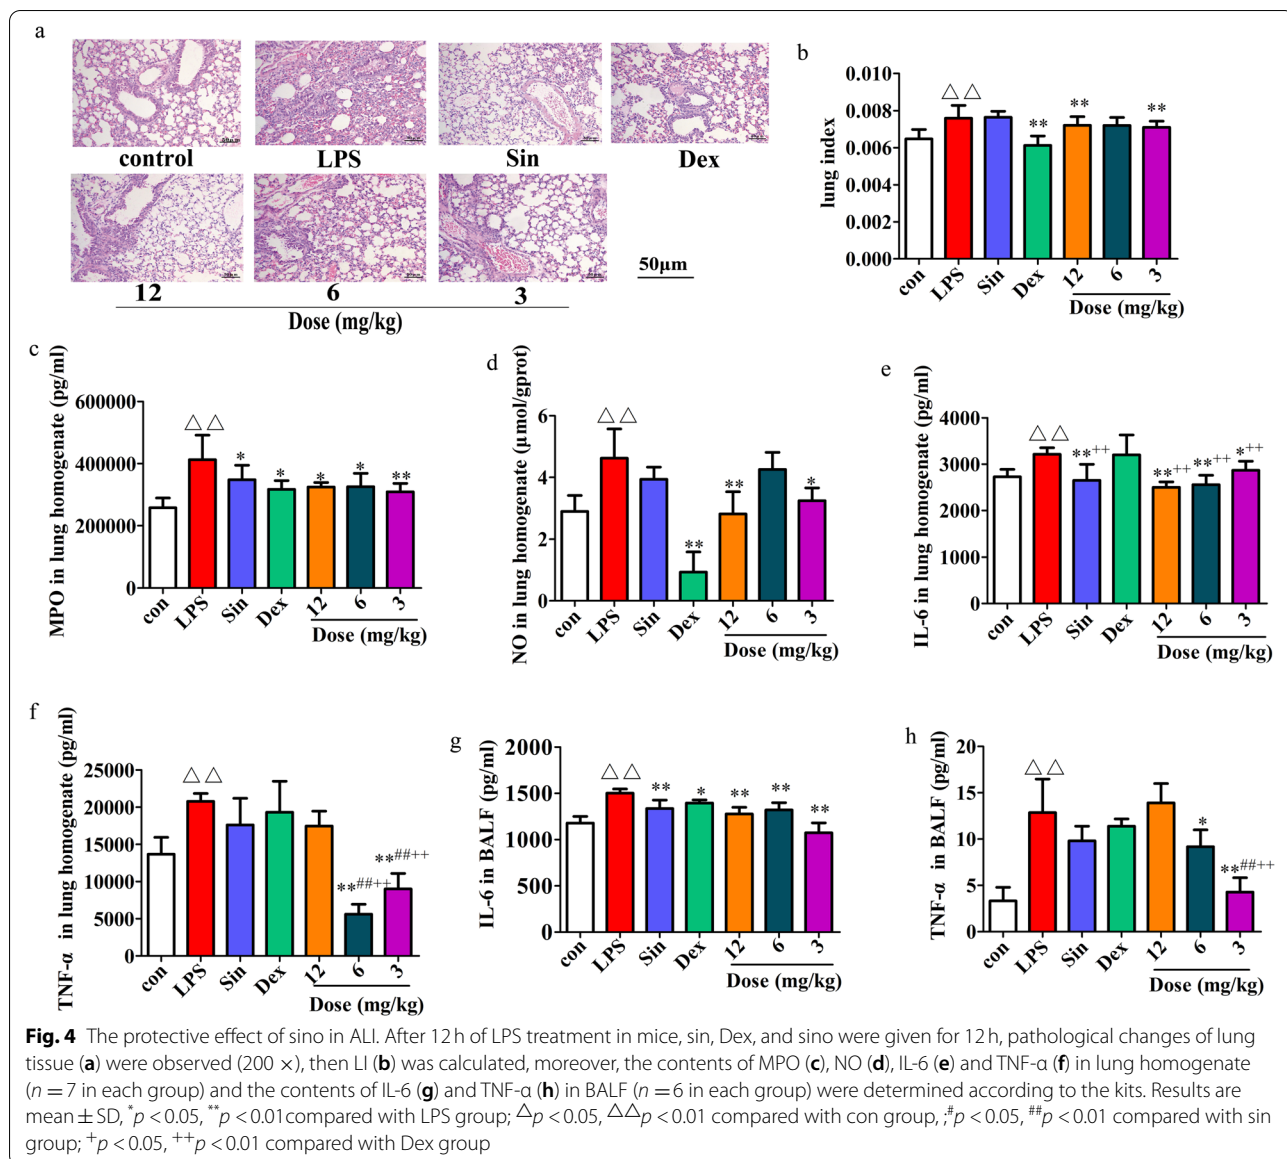 a
control
LPS
Sin
Dex
12
6
3
50µm
Dose (mg/kg)
b
lung index
0.010
0.008
0.006
0.004
0.002
0.000
△△
**
**
**
con
LPS
Sin
Dex
12
6
3
Dose (mg/kg)
c
MPO in lung homogenate (pg/ml)
600000
400000
200000
0
△△
*
*
*
*
**
con
LPS
Sin
Dex
12
6
3
Dose (mg/kg)
d
NO in lung homogenate (µmol/gprot)
6
4
2
0
△△
**
**
*
con
LPS
Sin
Dex
12
6
3
Dose (mg/kg)
e
IL-6 in lung homogenate (pg/ml)
4000
3000
2000
1000
0
△△
**++
**++
**++
*++
con
LPS
Sin
Dex
12
6
3
Dose (mg/kg)
f
TNF-α in lung homogenate (pg/ml)
25000
20000
15000
10000
5000
0
△△
**##++
**##++
con
LPS
Sin
Dex
12
6
3
Dose (mg/kg)
g
IL-6 in BALF (pg/ml)
2000
1500
1000
500
0
△△
**
*
**
**
**
con
LPS
Sin
Dex
12
6
3
Dose (mg/kg)
h
TNF-α in BALF (pg/ml)
20
15
10
5
0
△△
*
**##++
con
LPS
Sin
Dex
12
6
3
Dose (mg/kg)
Fig. 4 The protective effect of sino in ALI. After 12 h of LPS treatment in mice, sin, Dex, and sino were given for 12 h, pathological changes of lung
tissue (a) were observed (200 ×), then LI (b) was calculated, moreover, the contents of MPO (c), NO (d), IL-6 (e) and TNF-α (f) in lung homogenate
(n = 7 in each group) and the contents of IL-6 (g) and TNF-α (h) in BALF (n = 6 in each group) were determined according to the kits. Results are
mean ± SD, *p < 0.05, **p < 0.01 compared with LPS group; △p < 0.05, △△p < 0.01 compared with con group, ;#p < 0.05, ##p < 0.01 compared with sin
group; +p < 0.05, ++p < 0.01 compared with Dex group